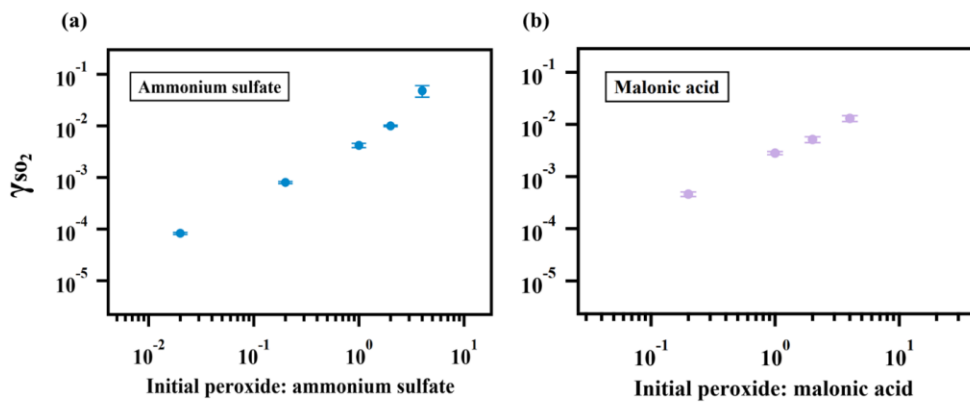 (a)
(b)
Ammonium sulfate
Malonic acid
γSO₂
10⁻¹
10⁻²
10⁻³
10⁻⁴
10⁻⁵
10⁻¹
10⁻²
10⁻³
10⁻⁴
10⁻⁵
10⁻²
10⁻¹
10⁰
10¹
10⁻¹
10⁰
10¹
Initial peroxide: ammonium sulfate
Initial peroxide: malonic acid